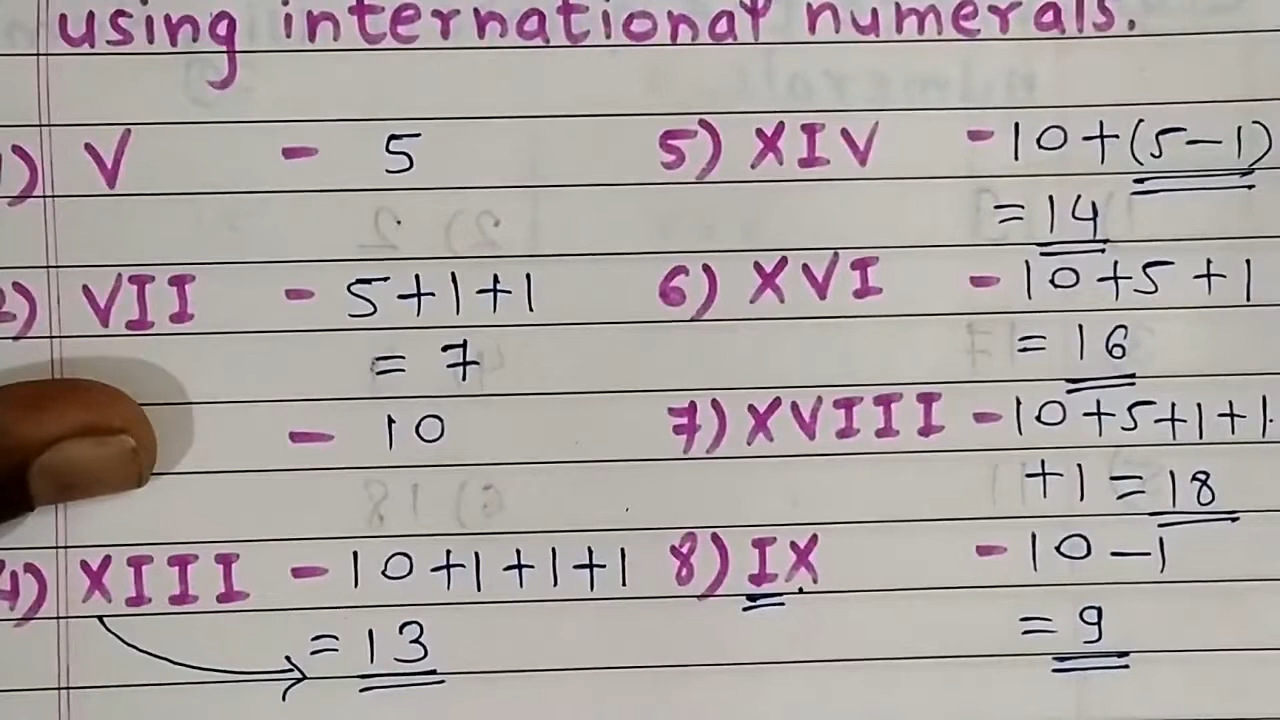 using international numerals.
1) V - 5
2) VII - 5+1+1
= 7
- 10
4) XIII - 10+1+1+1
= 13
5) XIV - 10+(5-1)
= 14
6) XVI - 10+5+1
= 16
7) XVIII - 10+5+1+1
+1 = 18
8) IX - 10-1
= 9